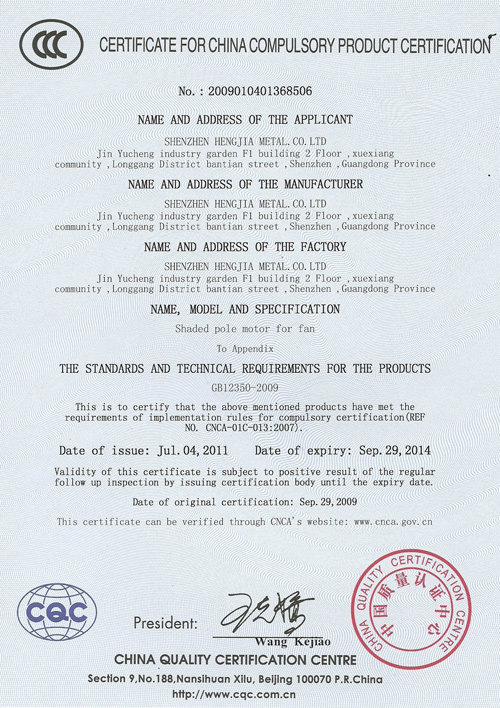 CCC
CERTIFICATE FOR CHINA COMPULSORY PRODUCT CERTIFICATION
No. : 2009010401368506
NAME AND ADDRESS OF THE APPLICANT
SHENZHEN HENGJIA METAL.CO.LTD
Jin Yucheng industry garden F1 building 2 Floor ,xuexiang
community ,Longgang District bantian street ,Shenzhen ,Guangdong Province
NAME AND ADDRESS OF THE MANUFACTURER
SHENZHEN HENGJIA METAL.CO.LTD
Jin Yucheng industry garden F1 building 2 Floor ,xuexiang
community ,Longgang District bantian street ,Shenzhen ,Guangdong Province
NAME AND ADDRESS OF THE FACTORY
SHENZHEN HENGJIA METAL.CO.LTD
Jin Yucheng industry garden F1 building 2 Floor ,xuexiang
community ,Longgang District bantian street ,Shenzhen ,Guangdong Province
NAME, MODEL AND SPECIFICATION
Shaded pole motor for fan
To Appendix
THE STANDARDS AND TECHNICAL REQUIREMENTS FOR THE PRODUCTS
GB12350-2009
This is to certify that the above mentioned products have met the
requirements of implementation rules for compulsory certification(REF
NO. CNCA-01C-013:2007).
Date of issue: Jul.04,2011 Date of expiry: Sep.29,2014
Validity of this certificate is subject to positive result of the regular
follow up inspection by issuing certification body until the expiry date.
Date of original certification: Sep.29,2009
This certificate can be verified through CNCA's website: www.cnca.gov.cn
CQC
President:
Wang Kejiao
CHINA QUALITY CERTIFICATION CENTRE
中国质量认证中心
CHINA QUALITY CERTIFICATION CENTRE
Section 9,No.188,Nansihuan Xilu, Beijing 100070 P.R.China
http://www.cqc.com.cn